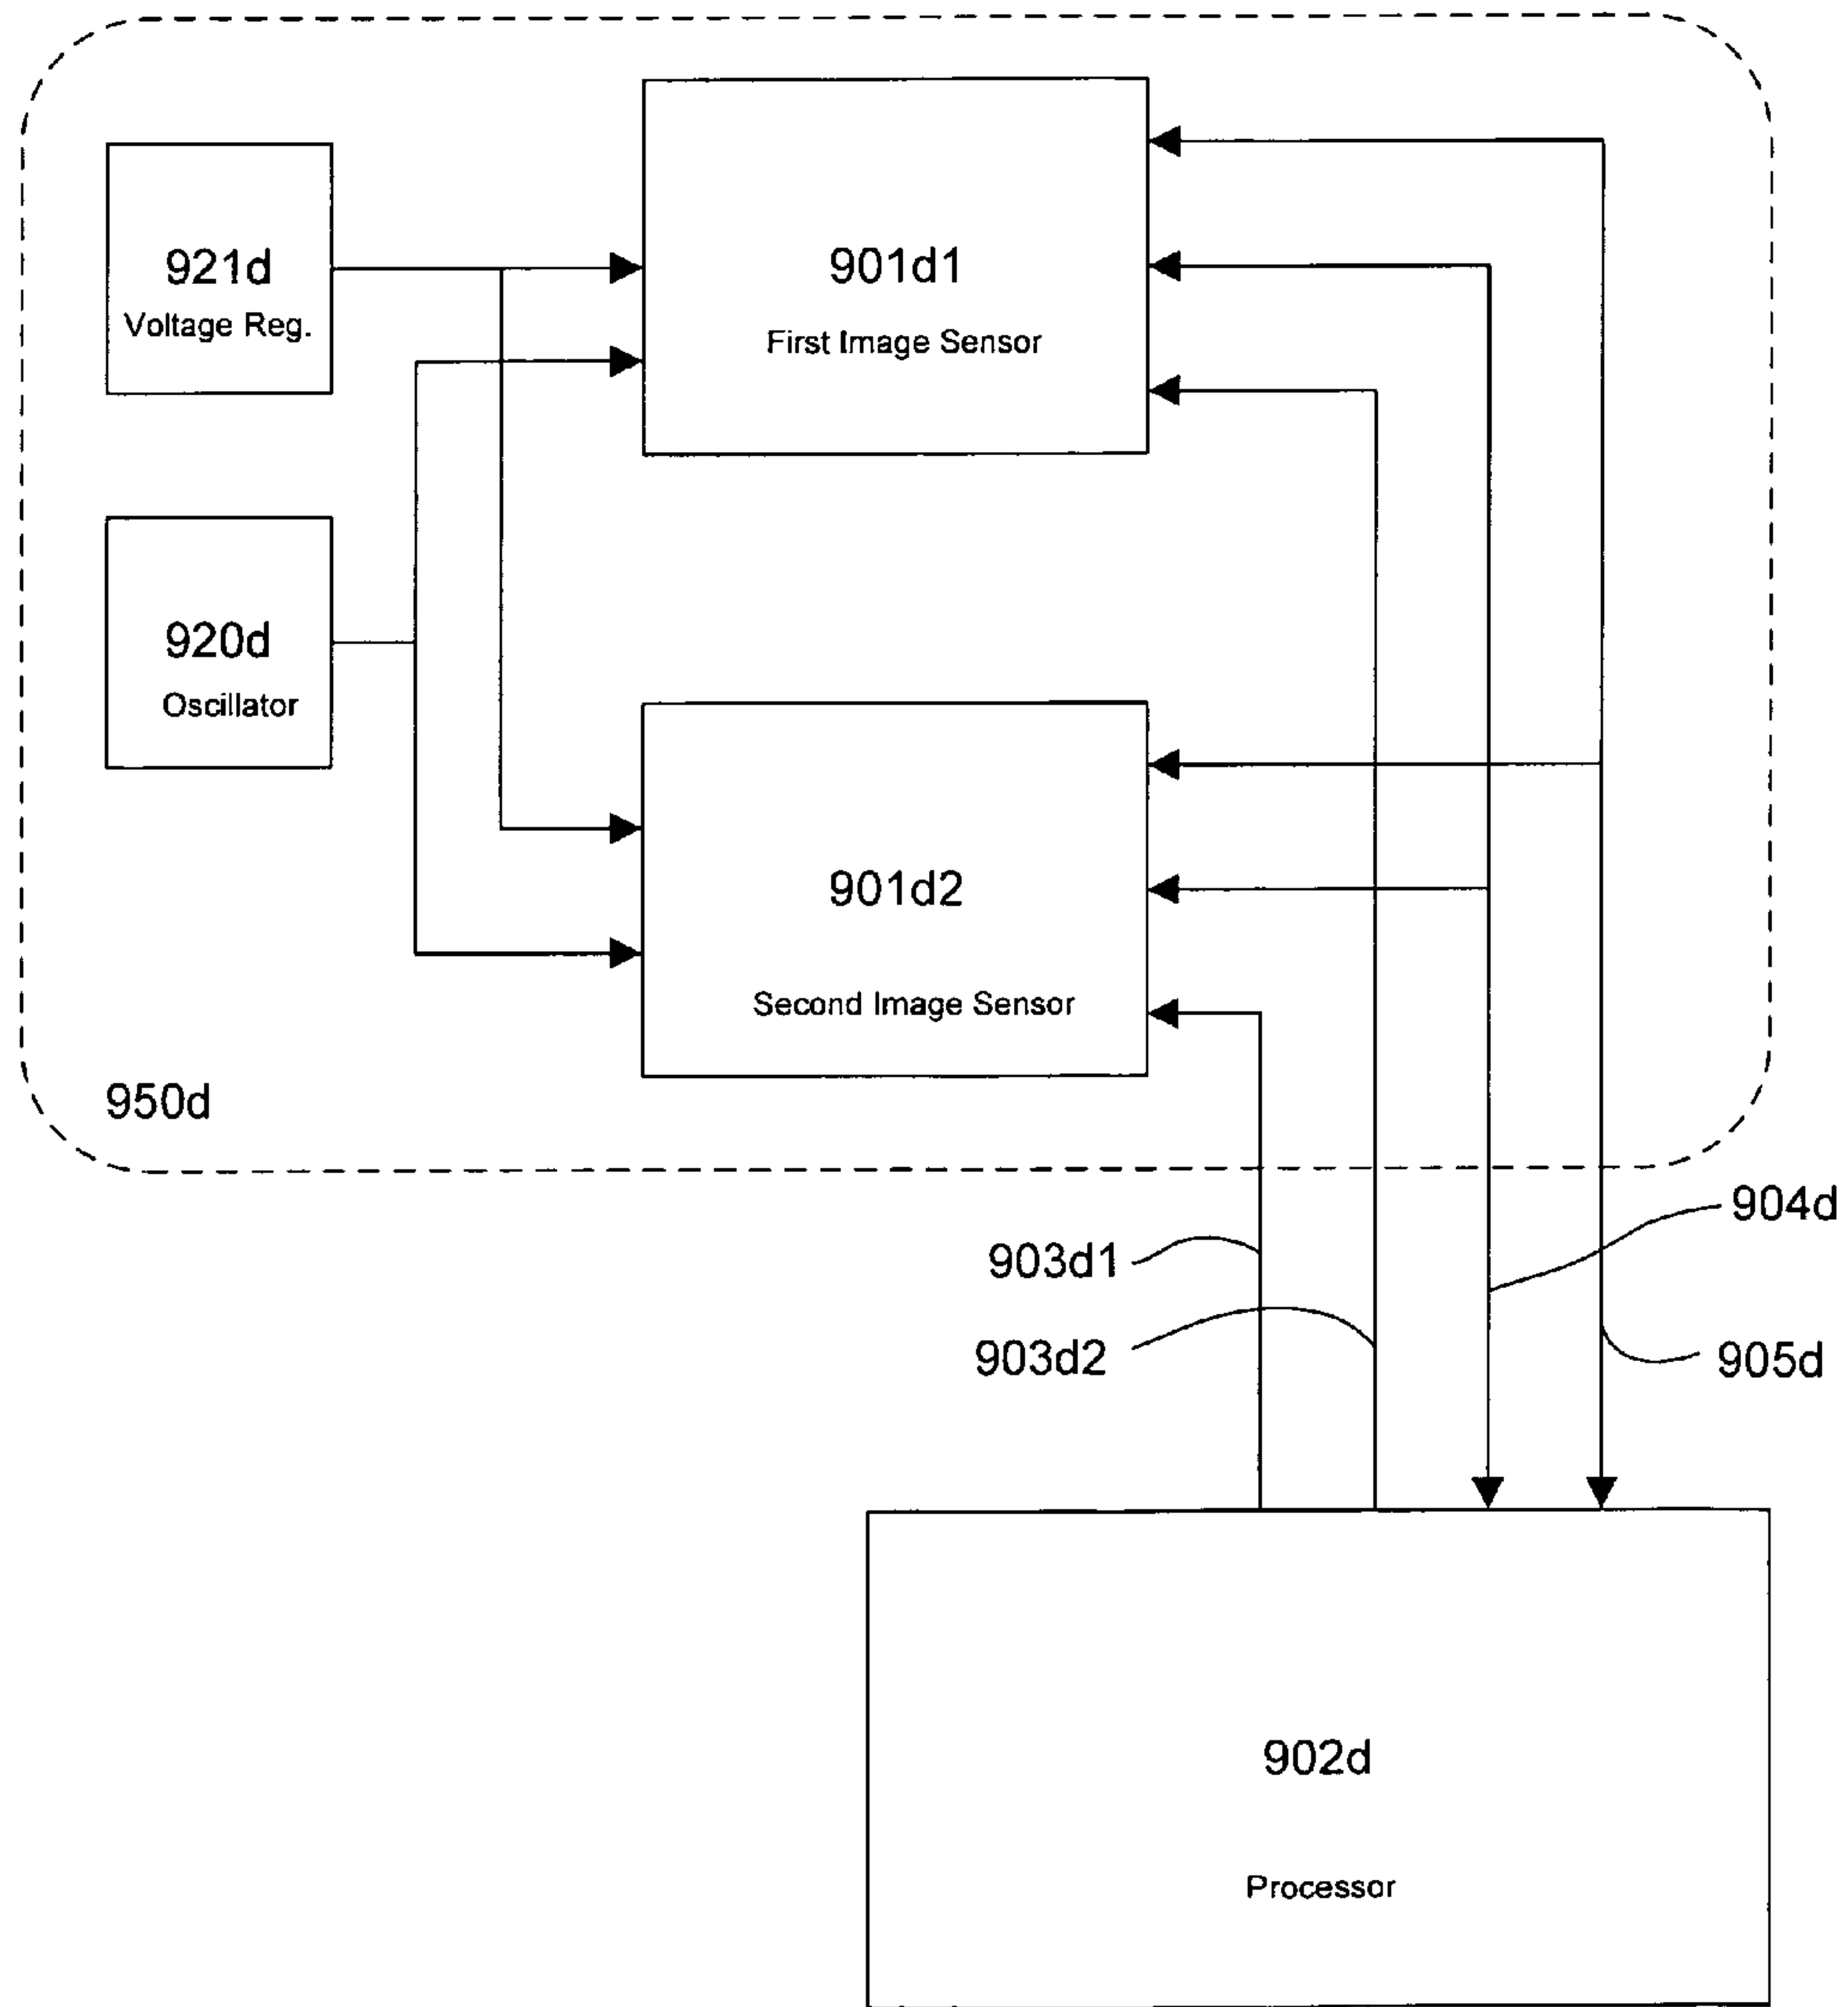 921d
Voltage Reg.
901d1
First Image Sensor
920d
Oscillator
901d2
Second Image Sensor
950d
904d
903d1
903d2
905d
902d
Processor